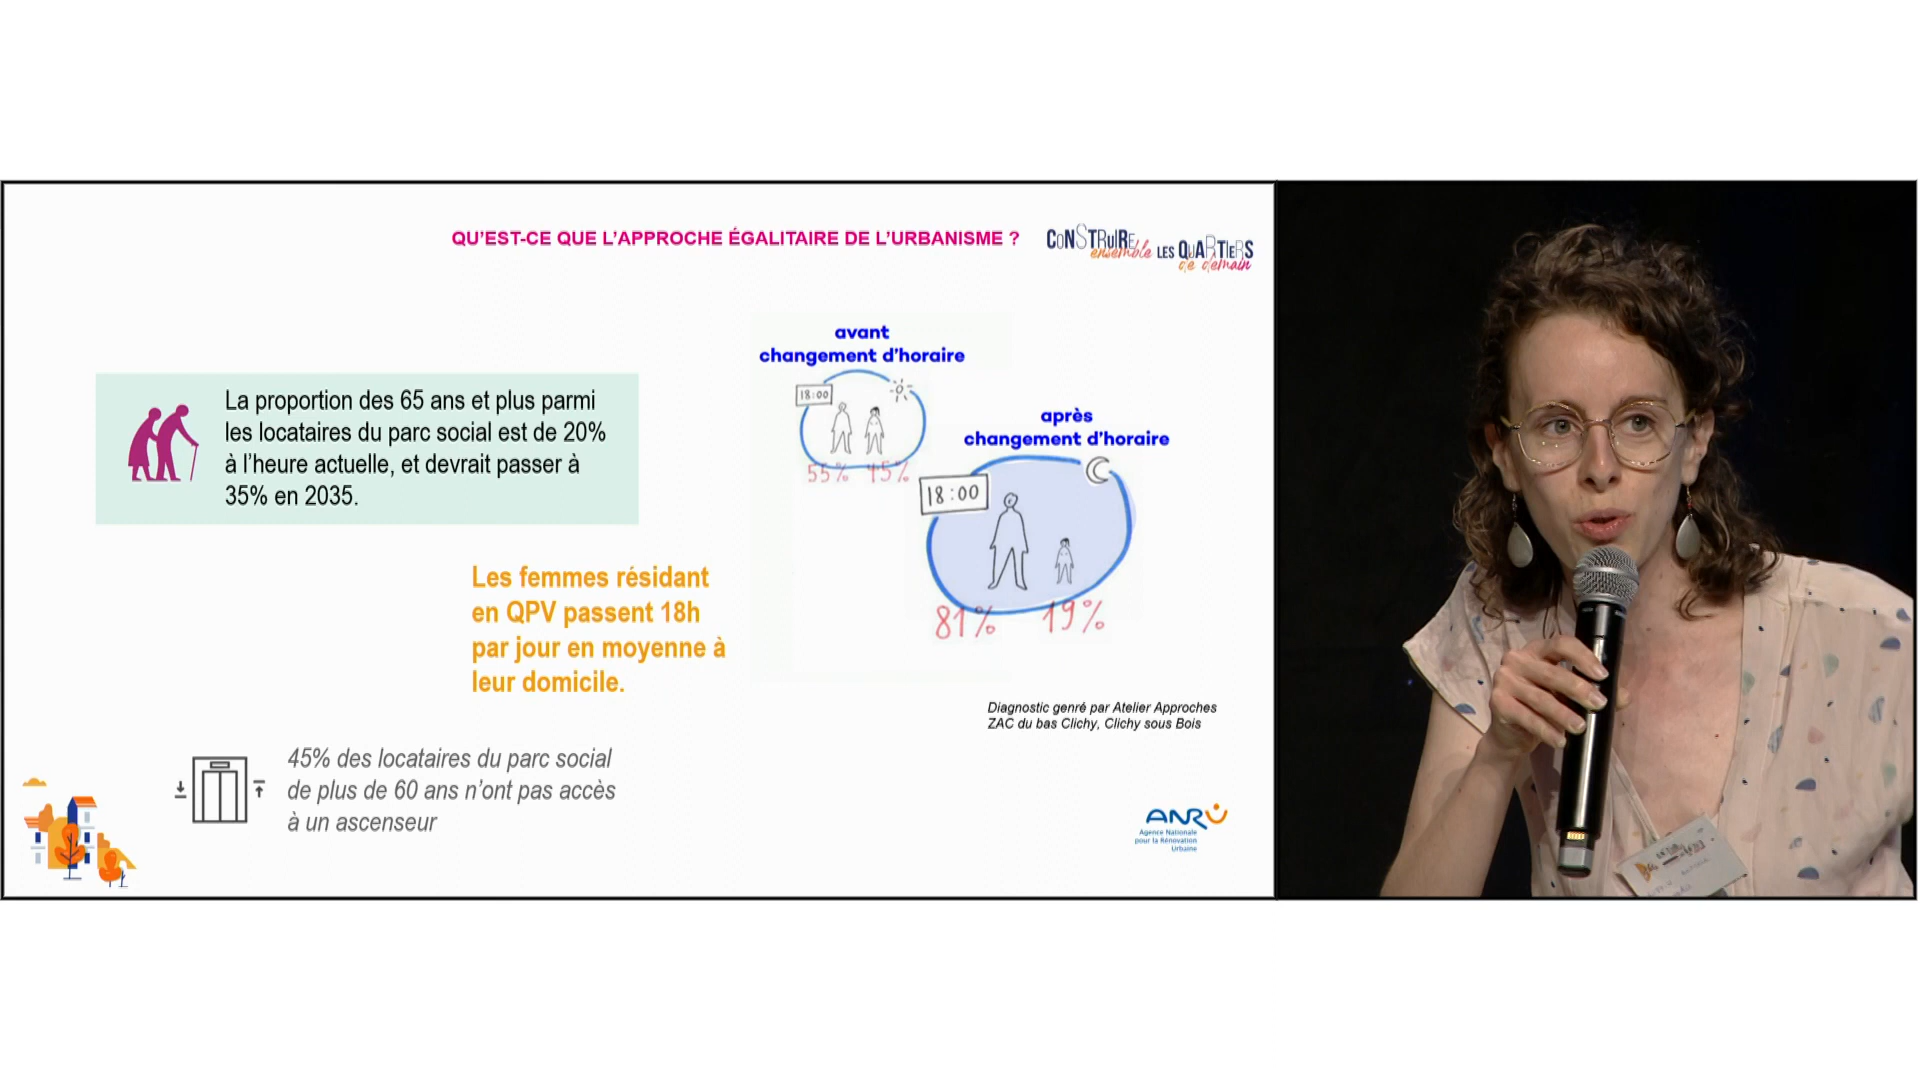 QU'EST-CE QUE L'APPROCHE ÉGALITAIRE DE L'URBANISME ?
CONSTRUIRE
ensemble LES QUARTIERS
de demain
La proportion des 65 ans et plus parmi
les locataires du parc social est de 20%
à l'heure actuelle, et devrait passer à
35% en 2035.
avant
changement d'horaire
18:00
55% 45%
après
changement d'horaire
18:00
81% 19%
Les femmes résidant
en QPV passent 18h
par jour en moyenne à
leur domicile.
Diagnostic genré par Atelier Approches
ZAC du bas Clichy, Clichy sous Bois
45% des locataires du parc social
de plus de 60 ans n'ont pas accès
à un ascenseur
ANRU
Agence Nationale
pour la Rénovation
Urbaine